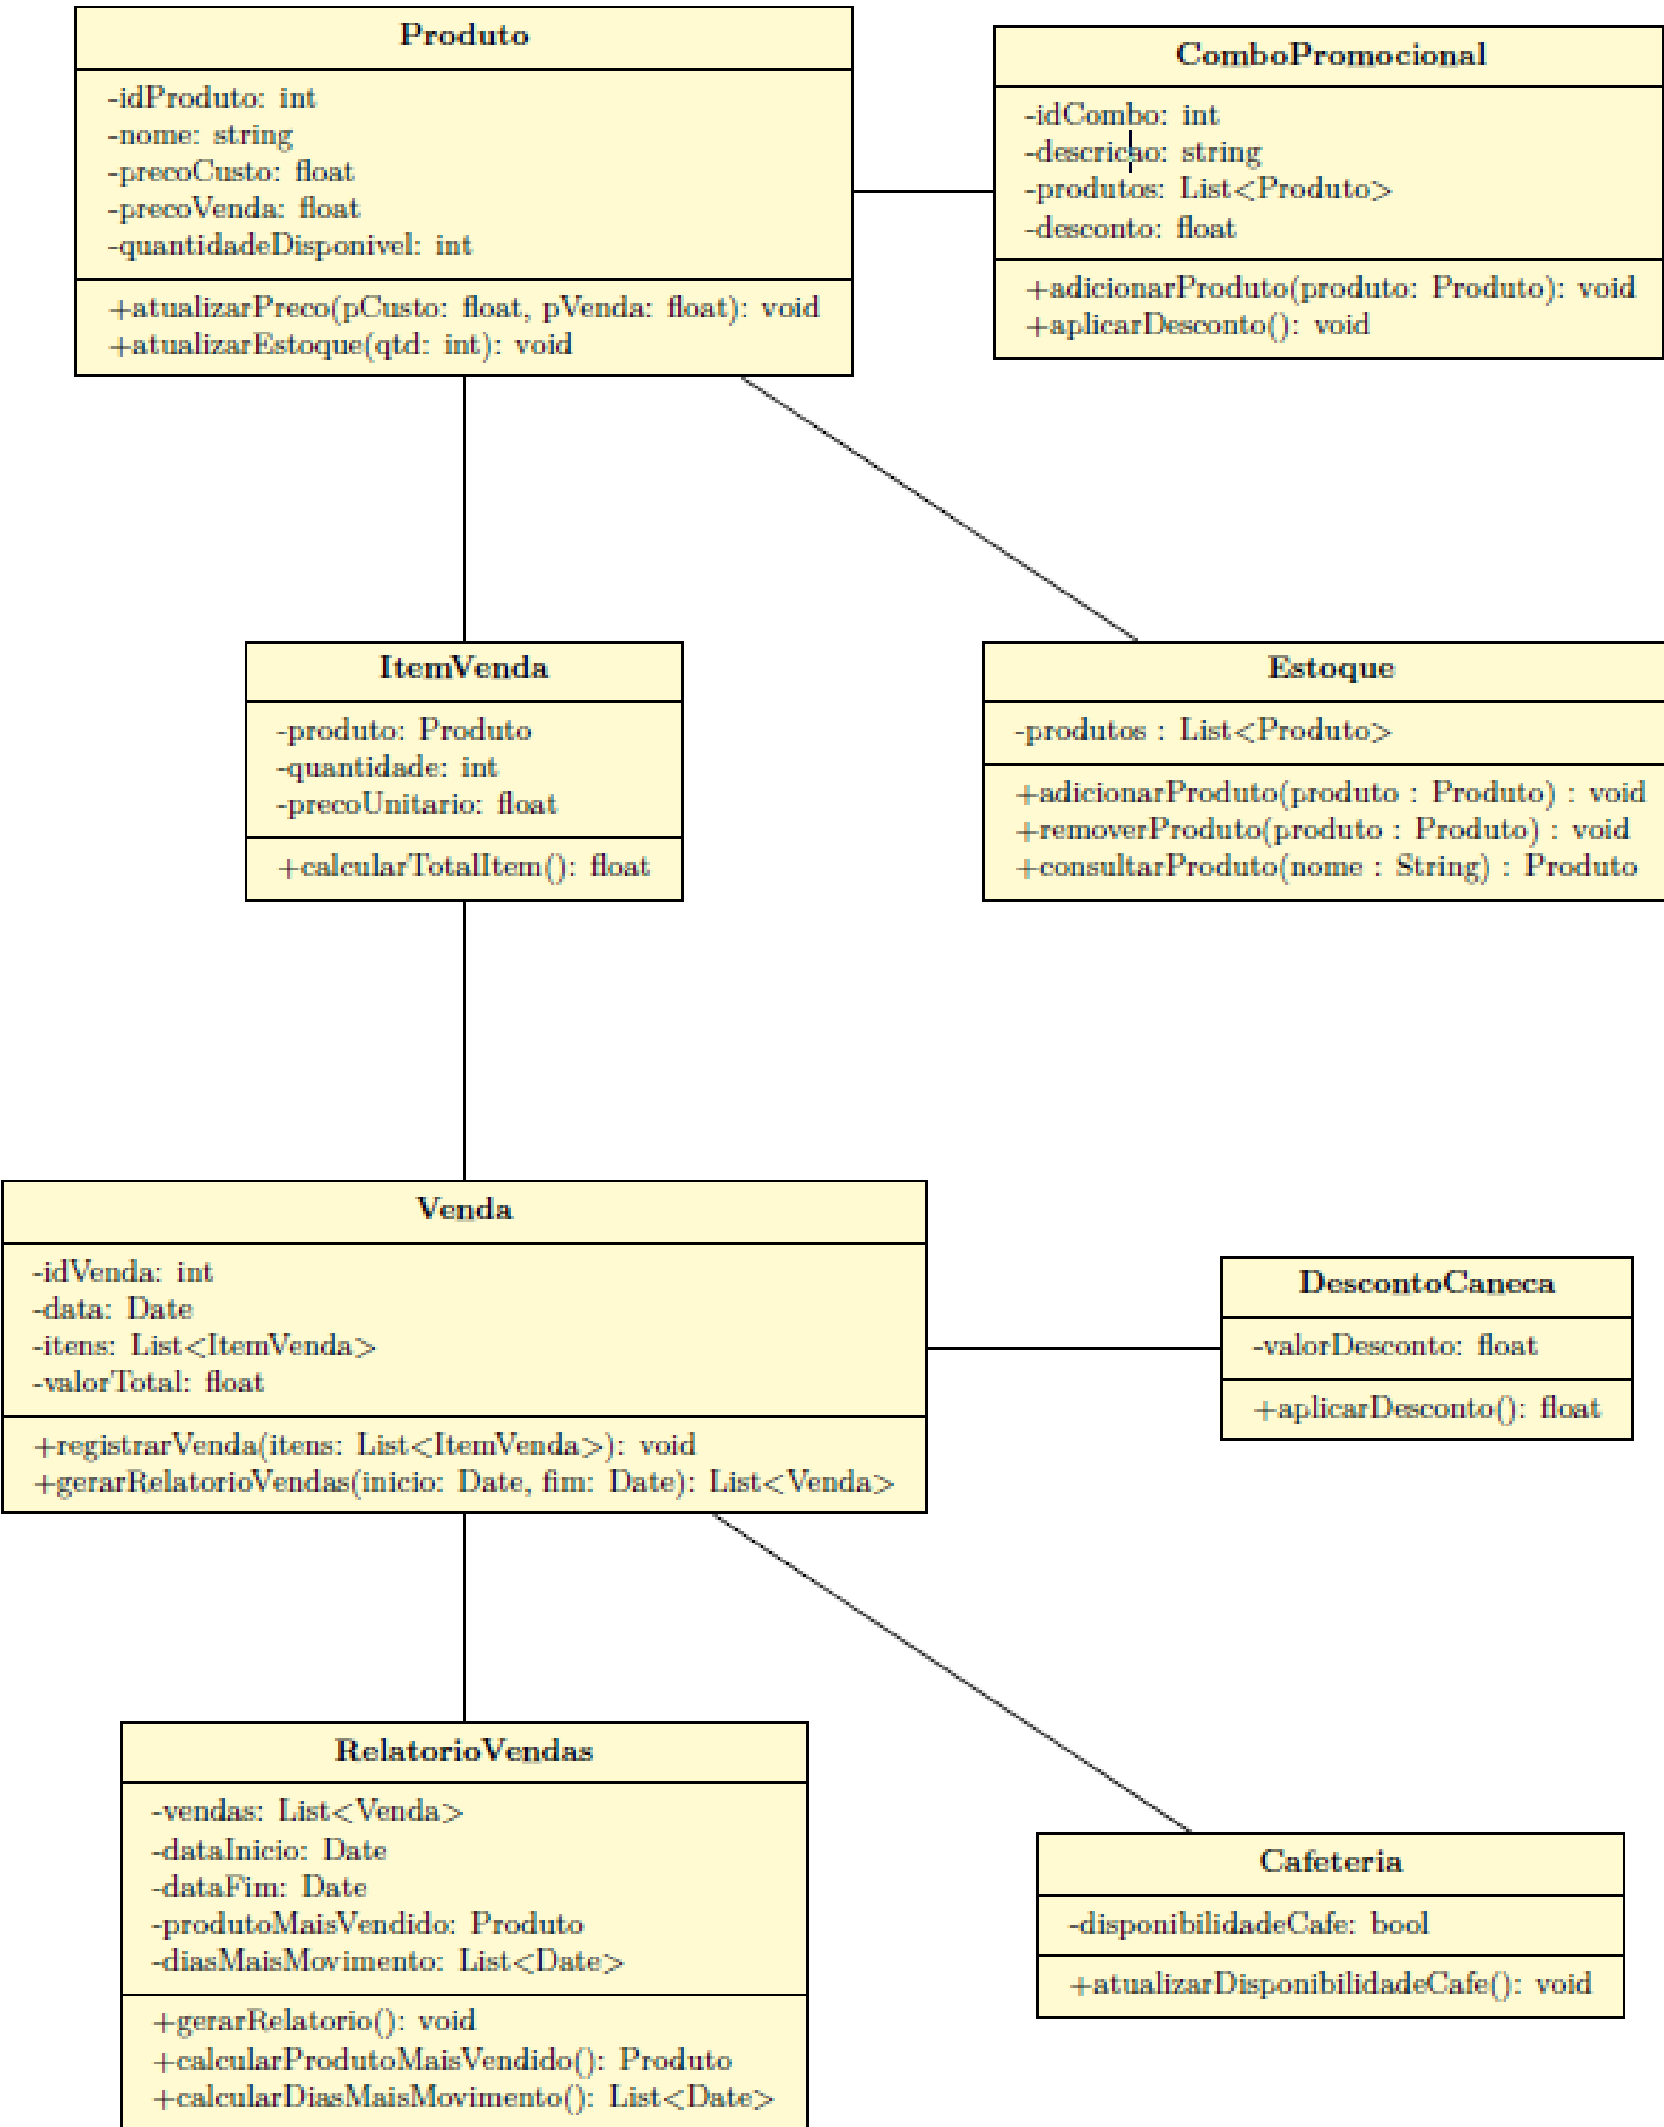 Produto
-idProduto: int
-nome: string
-precoCusto: float
-precoVenda: float
-quantidadeDisponivel: int
+atualizarPreco(pCusto: float, pVenda: float): void
+atualizarEstoque(qtd: int): void
ComboPromocional
-idCombo: int
-descricao: string
-produtos: List<Produto>
-desconto: float
+adicionarProduto(produto: Produto): void
+aplicarDesconto(): void
ItemVenda
-produto: Produto
-quantidade: int
-precoUnitario: float
+calcularTotalItem(): float
Estoque
-produtos : List<Produto>
+adicionarProduto(produto : Produto) : void
+removerProduto(produto : Produto) : void
+consultarProduto(nome : String) : Produto
Venda
-idVenda: int
-data: Date
-itens: List<ItemVenda>
-valorTotal: float
+registrarVenda(itens: List<ItemVenda>): void
+gerarRelatorioVendas(inicio: Date, fim: Date): List<Venda>
DescontoCaneca
-valorDesconto: float
+aplicarDesconto(): float
RelatorioVendas
-vendas: List<Venda>
-dataInicio: Date
-dataFim: Date
-produtoMaisVendido: Produto
-diasMaisMovimento: List<Date>
+gerarRelatorio(): void
+calcularProdutoMaisVendido(): Produto
+calcularDiasMaisMovimento(): List<Date>
Cafeteria
-disponibilidadeCafe: bool
+atualizarDisponibilidadeCafe(): void